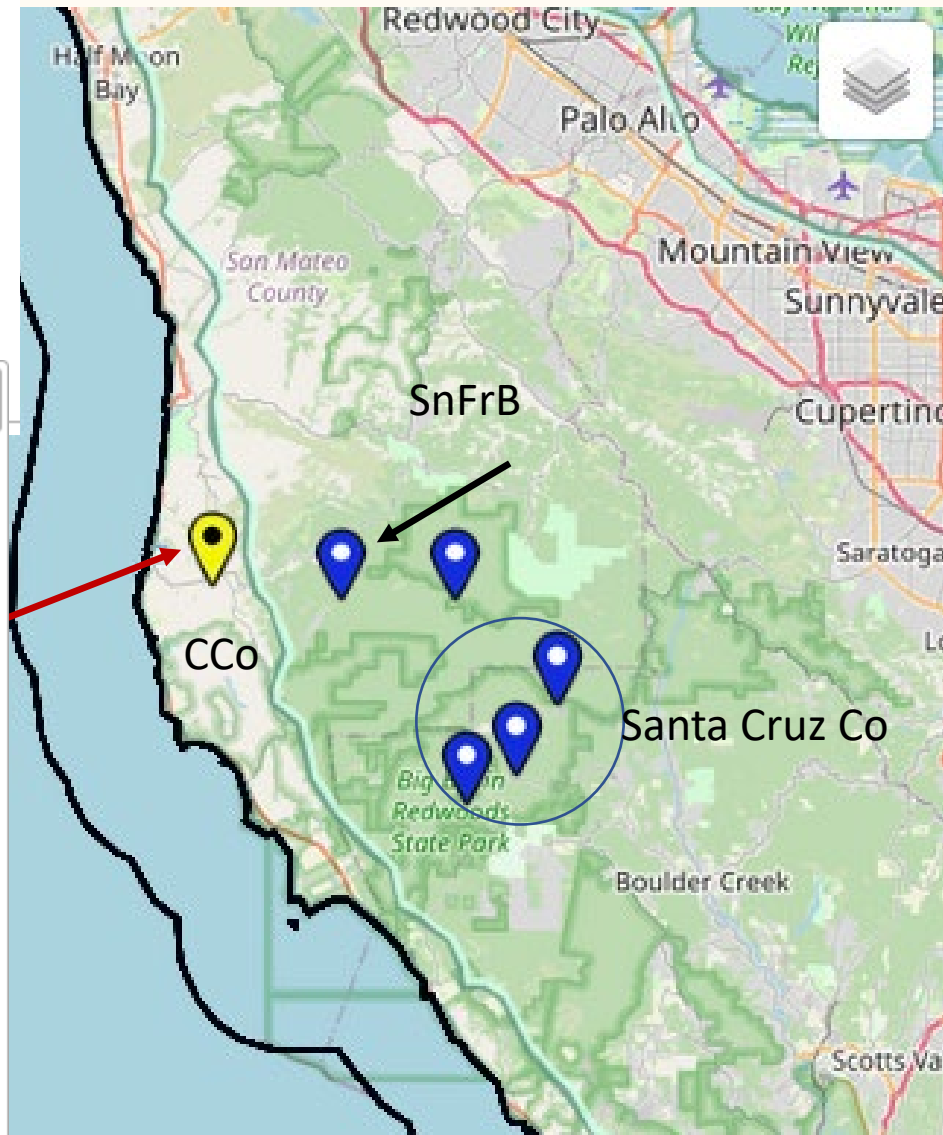 Redwood City
Half Moon
Bay
Palo Alto
Mountain View
San Mateo
County
Sunnyvale
SnFrB
Cupertino
Saratoga
CCo
Santa Cruz Co
Big Basin
Redwoods
State Park
Boulder Creek
Scotts Va